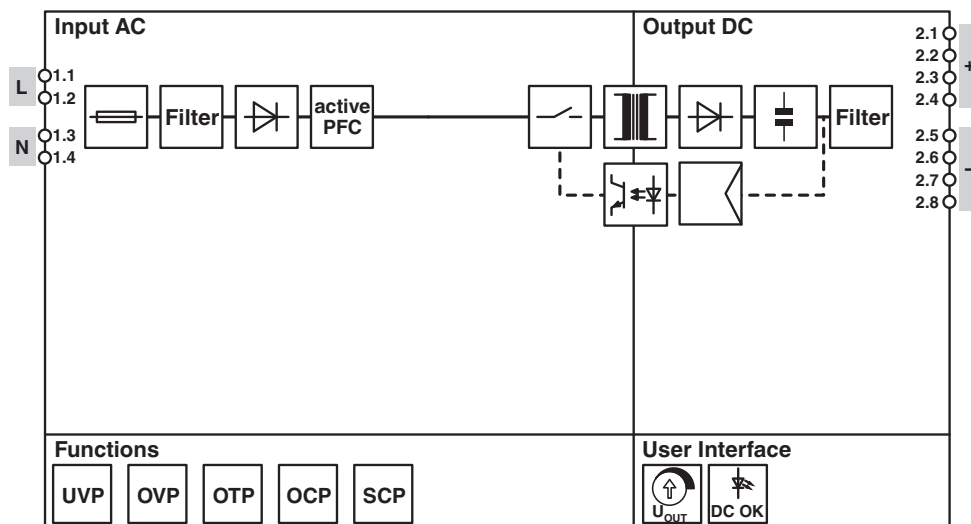 Input AC
Output DC
L
1.1
1.2
N
1.3
1.4
Filter
active
PFC
Filter
2.1
2.2
2.3
2.4
+
2.5
2.6
2.7
2.8
-
Functions
UVP
OVP
OTP
OCP
SCP
User Interface
UOUT
DC OK